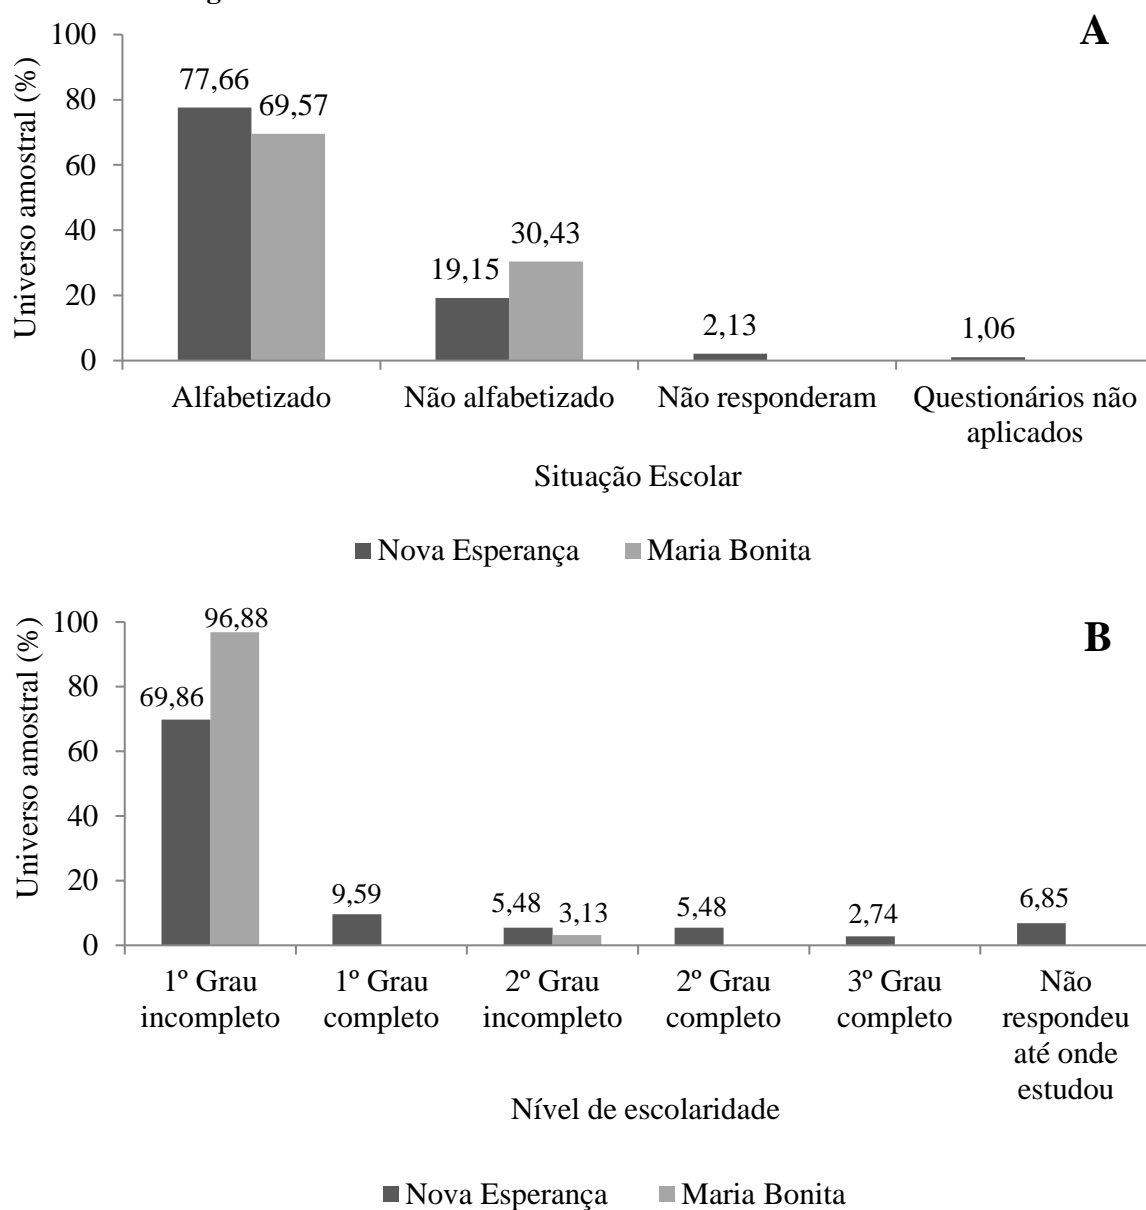 A
Universo amostral (%)
100
80
60
40
20
0
77,66
69,57
19,15
30,43
2,13
1,06
Alfabetizado
Não alfabetizado
Não responderam
Questionários não
aplicados
Situação Escolar
Nova Esperança
Maria Bonita
B
Universo amostral (%)
100
80
60
40
20
0
69,86
96,88
9,59
5,48
3,13
5,48
2,74
6,85
1º Grau
incompleto
1º Grau
completo
2º Grau
incompleto
2º Grau
completo
3º Grau
completo
Não
respondeu
até onde
estudou
Nível de escolaridade
Nova Esperança
Maria Bonita